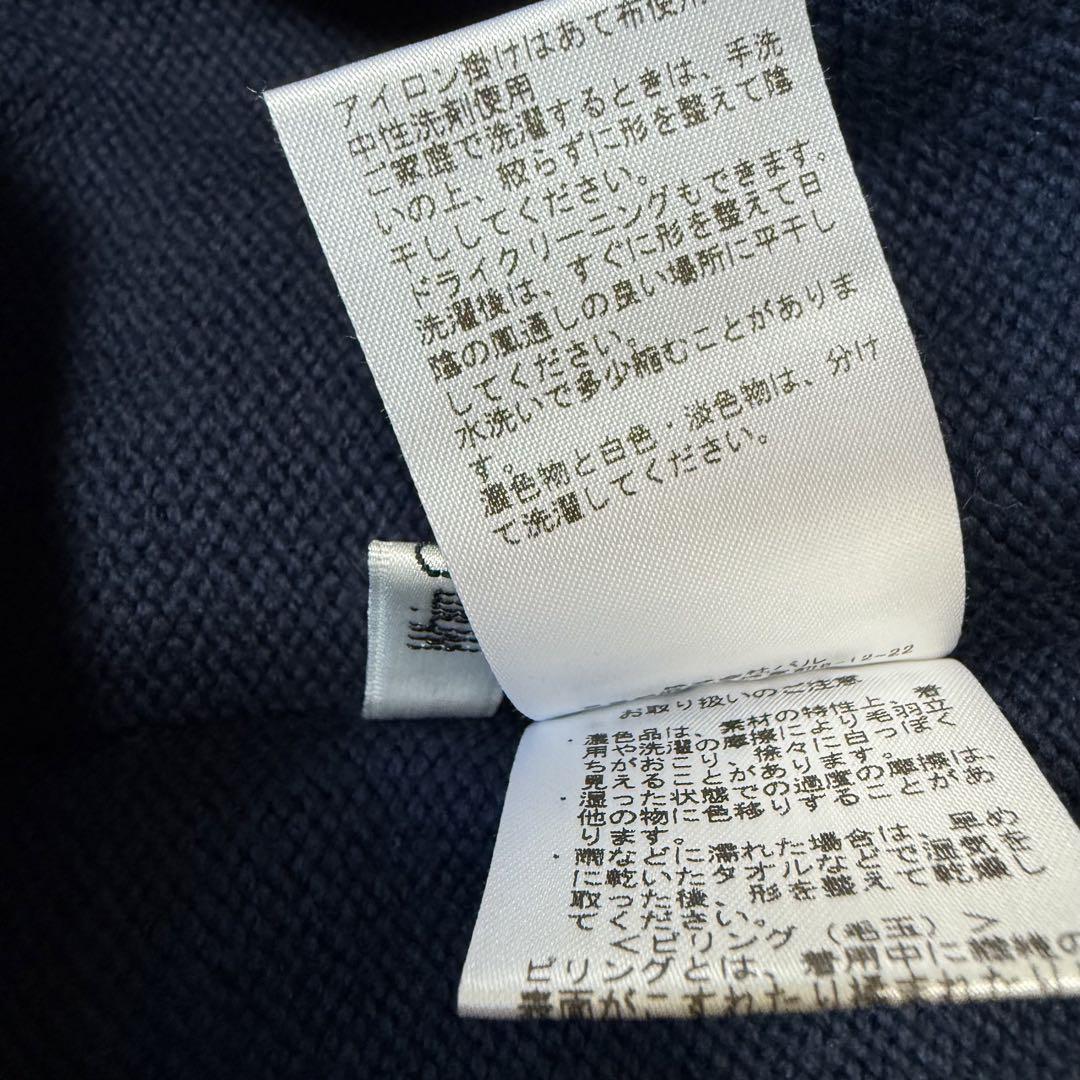 アイロン掛けはあて布使用
中性洗剤使用
ご家庭で洗濯するときは、手洗
いの上、絞らずに形を整えて陰
干ししてください。
ドライクリーニングもできます。
洗濯後は、すぐに形を整えて日
陰の風通しの良い場所に平干し
してください。
水洗いで多少縮むことがありま
す。
濃色物と白色・淡色物は、分け
て洗濯してください。
12-22
お取り扱いのご注意
濃色品は、素材の特性上、着
用や洗濯の摩擦により毛羽立
ちがおこり、徐々に白っぽく
見えることがあります。
湿った状態での過度の摩擦は、
他の物に色移りすることがあ
ります。
雨などに濡れた場合は、早め
に乾いたタオルなどで湿気を
取った後、形を整えて乾燥し
てください。
＜ピリング（毛玉）＞
ピリングとは、着用中に
表面がこすれたり